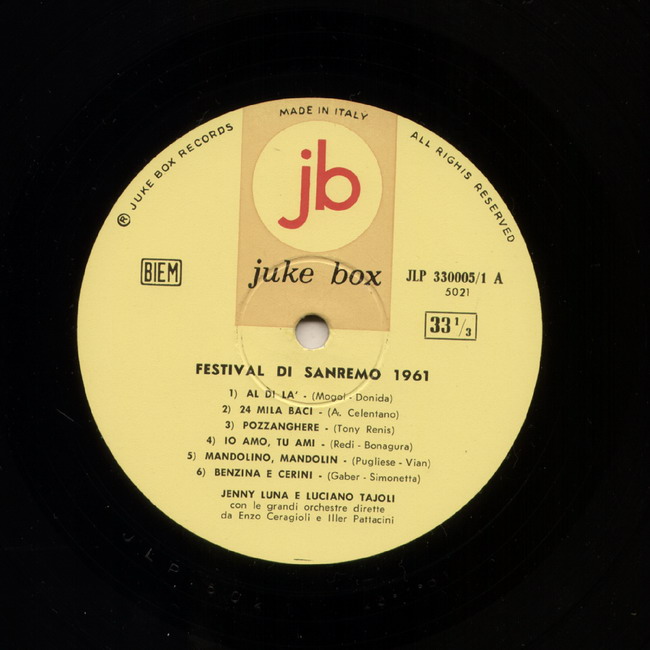 MADE IN ITALY
Ⓡ JUKE BOX RECORDS
ALL RIGHTS RESERVED
jb
juke box
BIEM
JLP 330005/1 A
5021
33 1/3
FESTIVAL DI SANREMO 1961
1) AL DI LA' - (Mogol - Donida)
2) 24 MILA BACI - (A. Celentano)
3) POZZANGHERE - (Tony Renis)
4) IO AMO, TU AMI - (Redi - Bonagura)
5) MANDOLINO, MANDOLIN - (Pugliese - Vian)
6) BENZINA E CERINI - (Gaber - Simonetta)
JENNY LUNA E LUCIANO TAJOLI
con le grandi orchestre dirette
da Enzo Ceragioli e Iller Pattacini
JLP